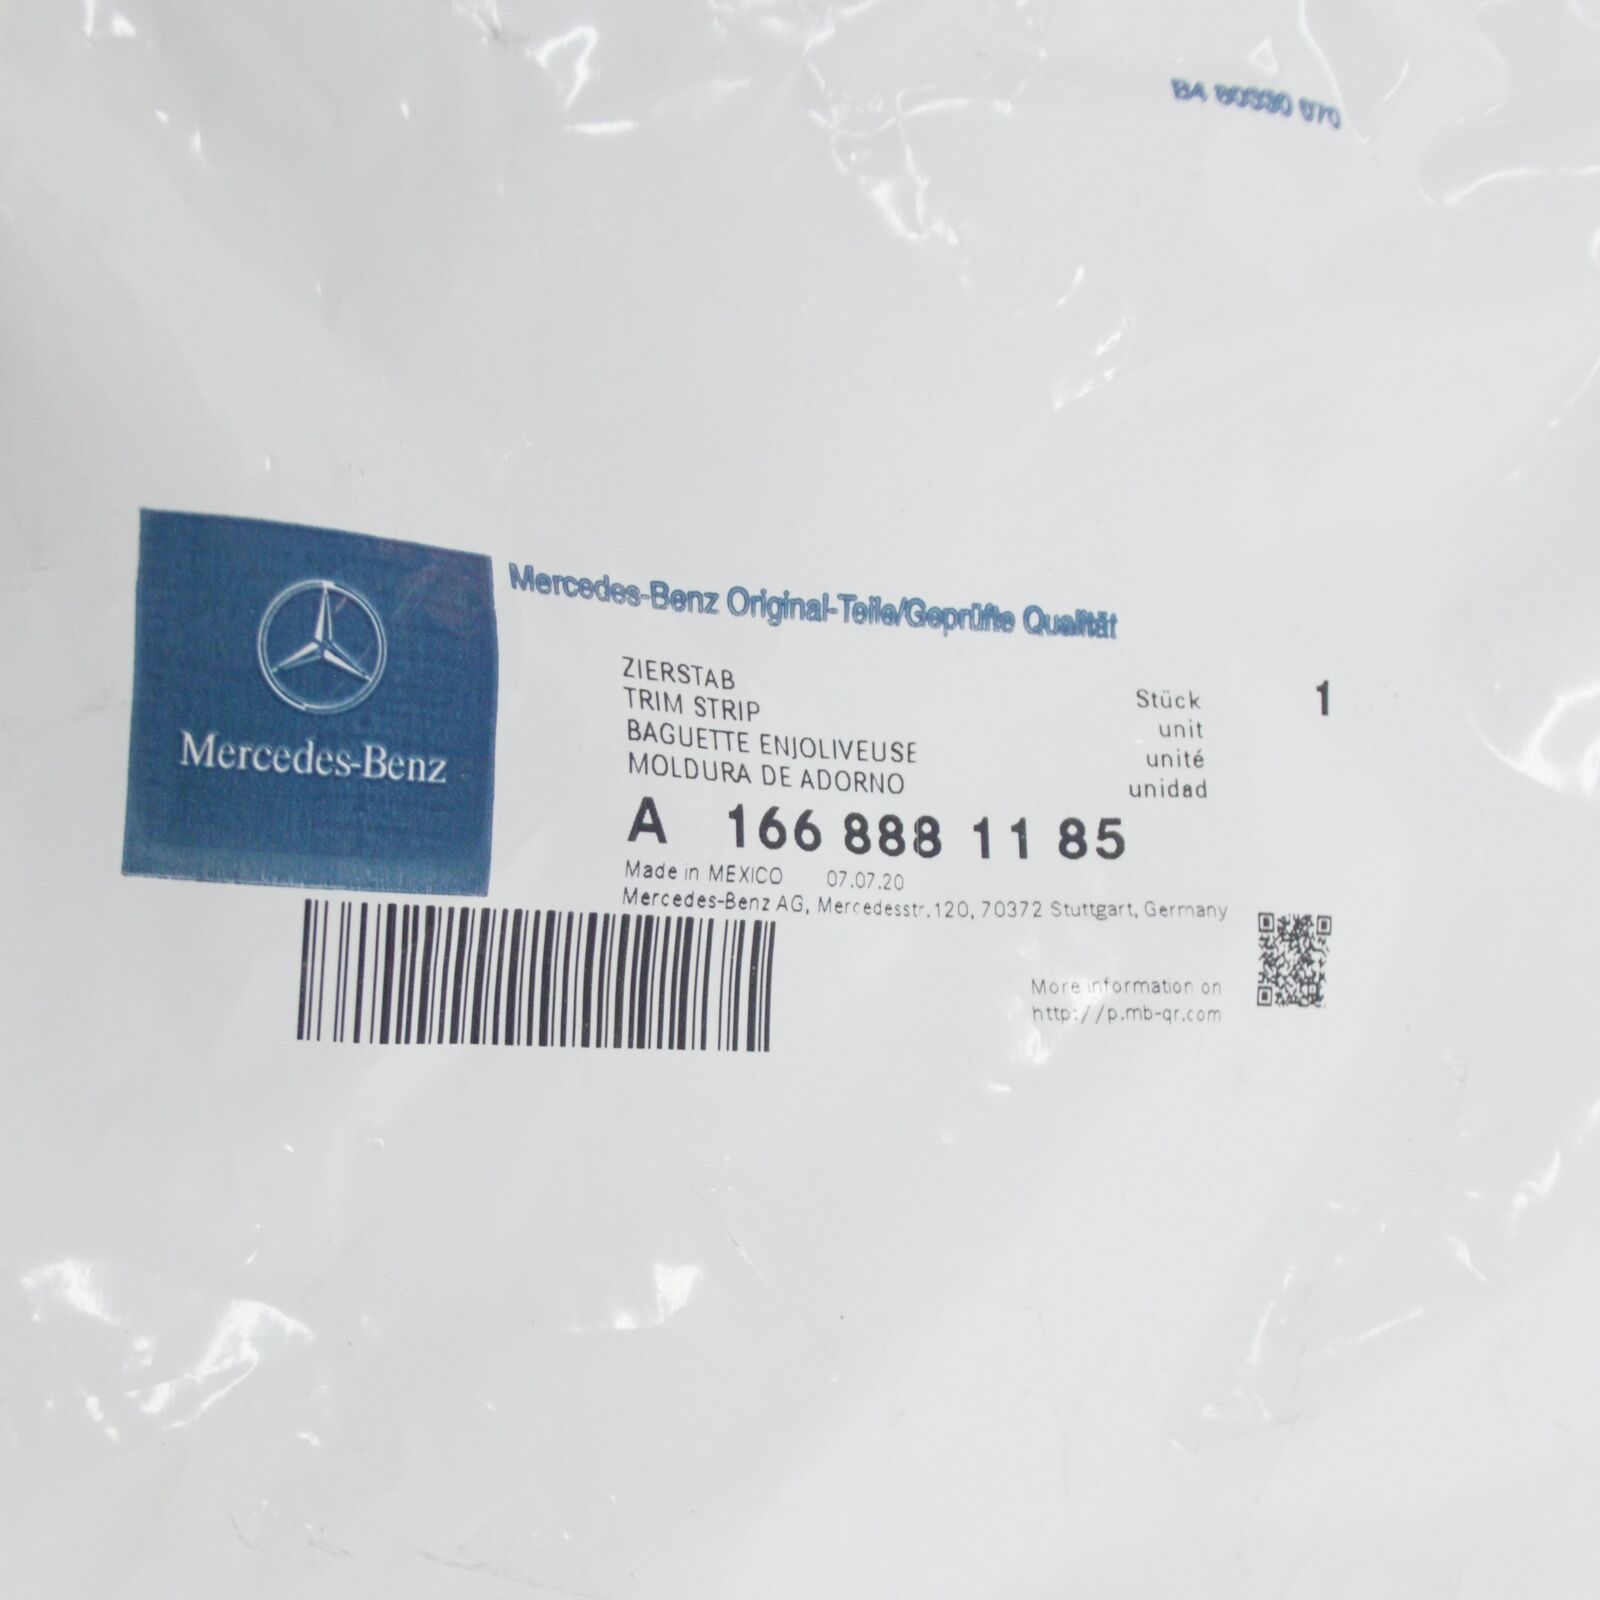 Mercedes-Benz
Mercedes-Benz Original-Teile/Geprüfte Qualität
ZIERSTAB
TRIM STRIP
BAGUETTE ENJOLIVEUSE
MOLDURA DE ADORNO
Stück 1
unit
unité
unidad
A 166 888 11 85
Made in MEXICO 07.07.20
Mercedes-Benz AG, Mercedesstr.120, 70372 Stuttgart, Germany
More information on
http://p.mb-qr.com